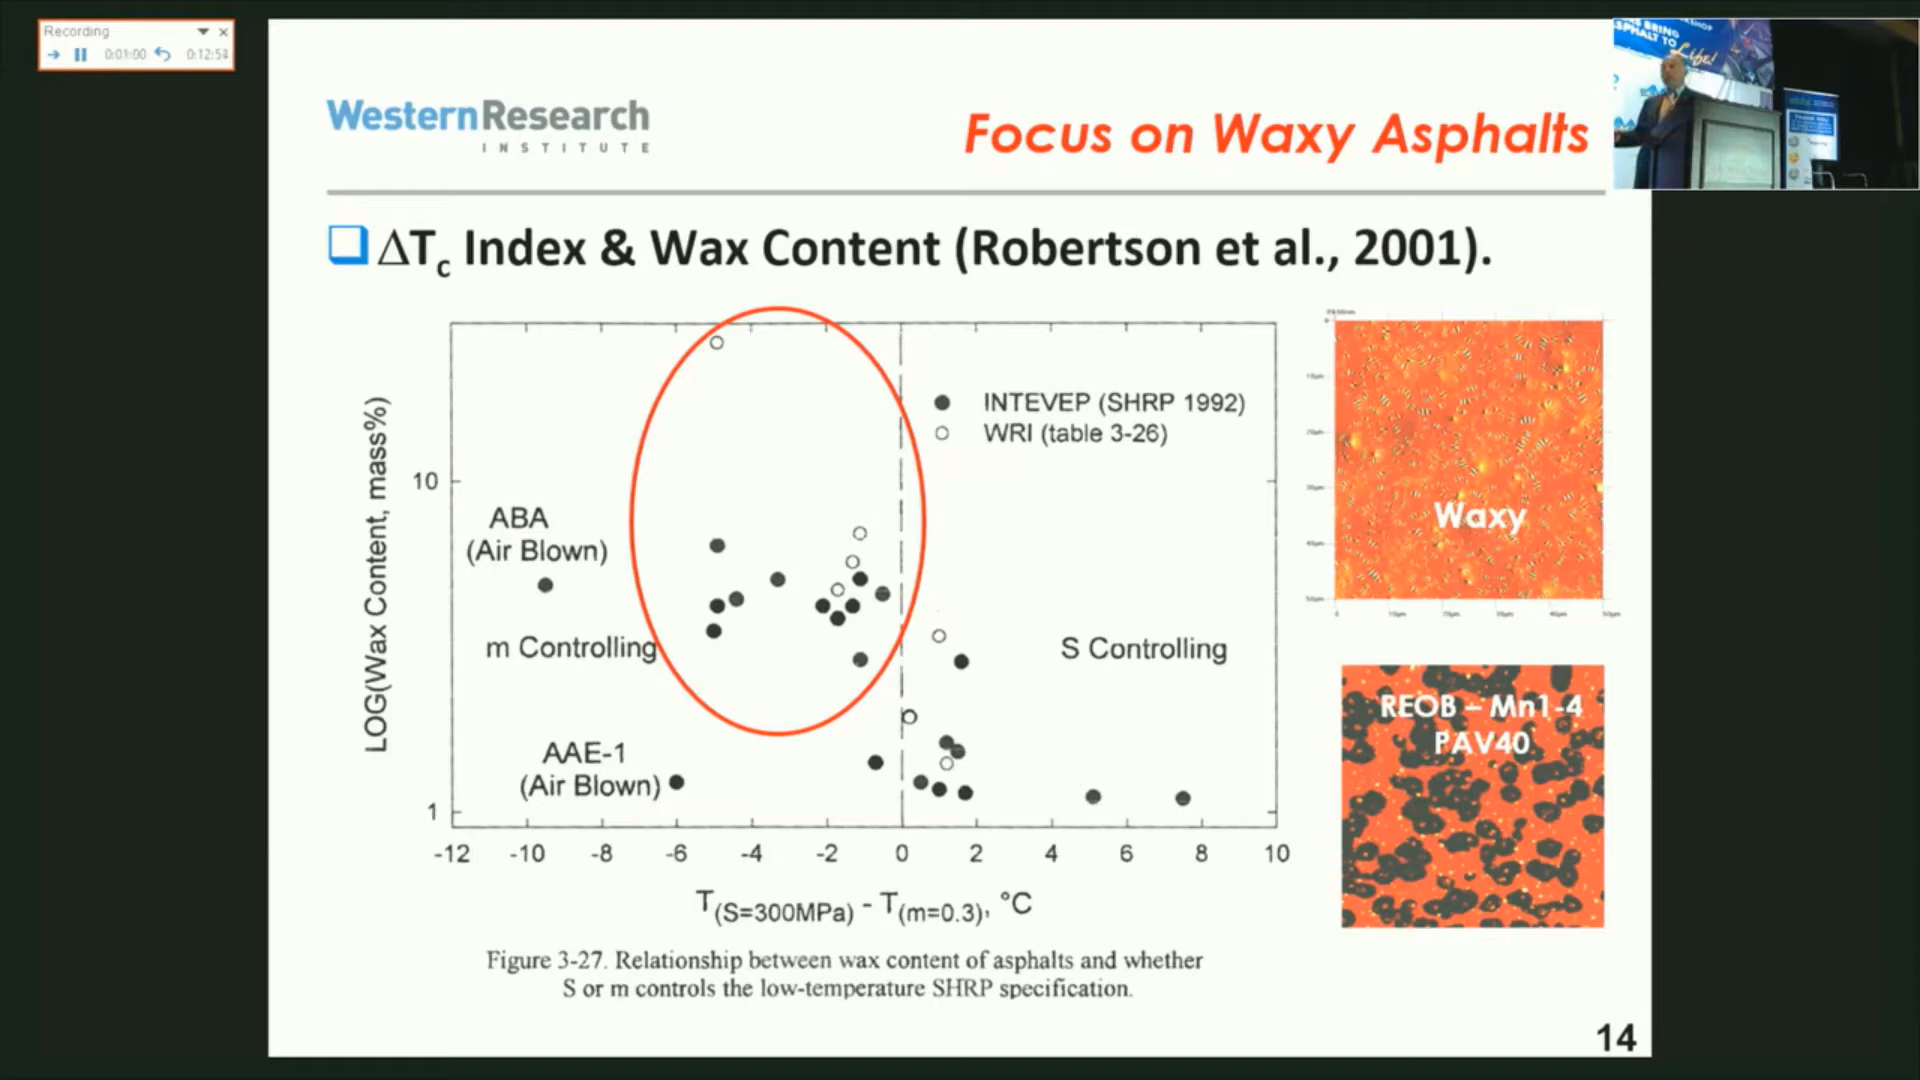 Recording
0:01:00
WesternResearch
INSTITUTE
Focus on Waxy Asphalts
BRING
ASPHALT TO
Life!
ΔTc Index & Wax Content (Robertson et al., 2001).
LOG(Wax Content, mass%)
10
1
INTEVEP (SHRP 1992)
WRI (table 3-26)
ABA
(Air Blown)
m Controlling
S Controlling
AAE-1
(Air Blown)
-12 -10 -8 -6 -4 -2 0 2 4 6 8 10
T(S=300MPa) - T(m=0.3), °C
Figure 3-27. Relationship between wax content of asphalts and whether
S or m controls the low-temperature SHRP specification.
Waxy
REOB – Mn1-4
PAV40
14